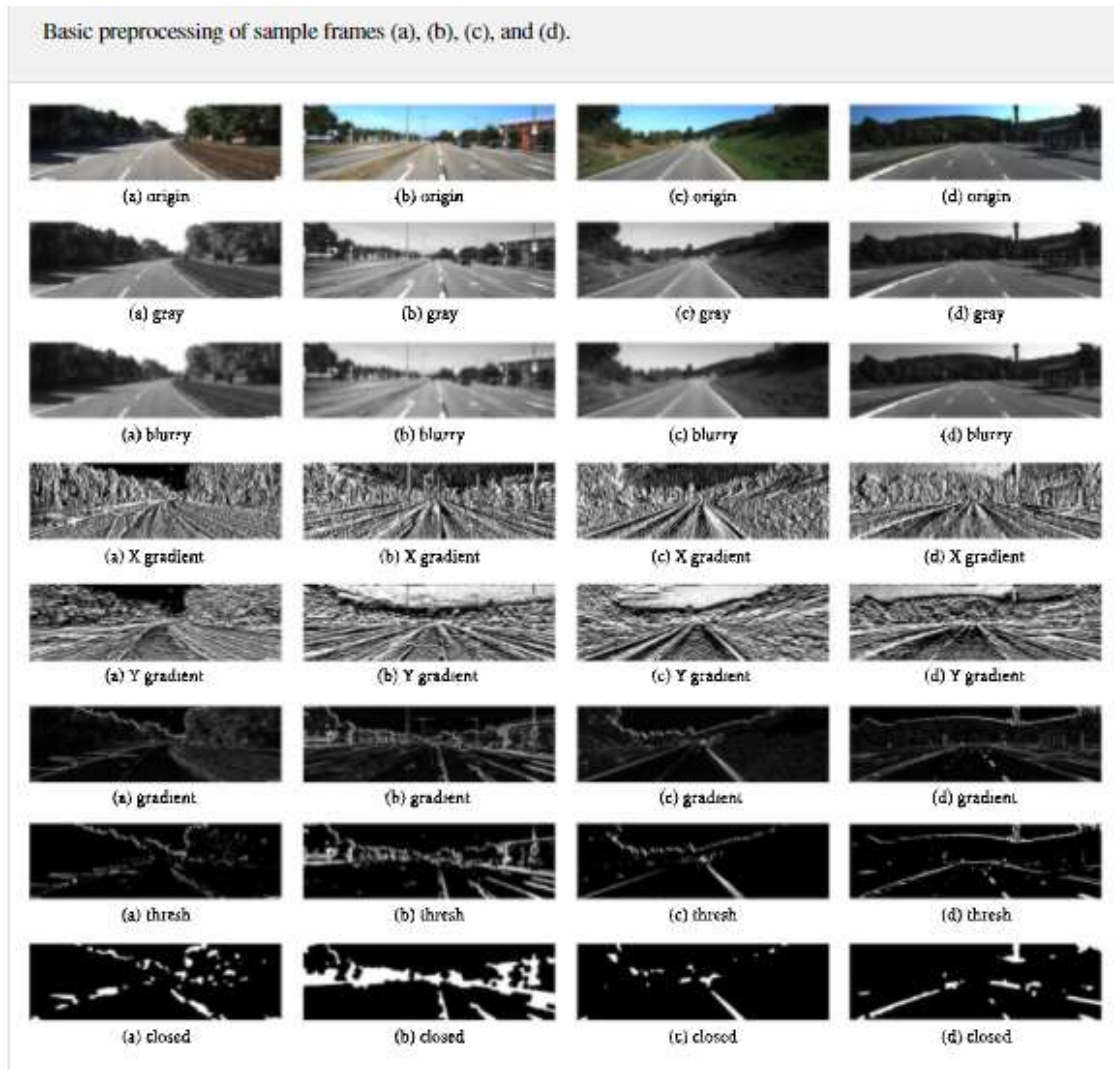 Basic preprocessing of sample frames (a), (b), (c), and (d).
(a) origin (b) origin (c) origin (d) origin
(a) gray (b) gray (c) gray (d) gray
(a) blurry (b) blurry (c) blurry (d) blurry
(a) X gradient (b) X gradient (c) X gradient (d) X gradient
(a) Y gradient (b) Y gradient (c) Y gradient (d) Y gradient
(a) gradient (b) gradient (c) gradient (d) gradient
(a) thresh (b) thresh (c) thresh (d) thresh
(a) closed (b) closed (c) closed (d) closed